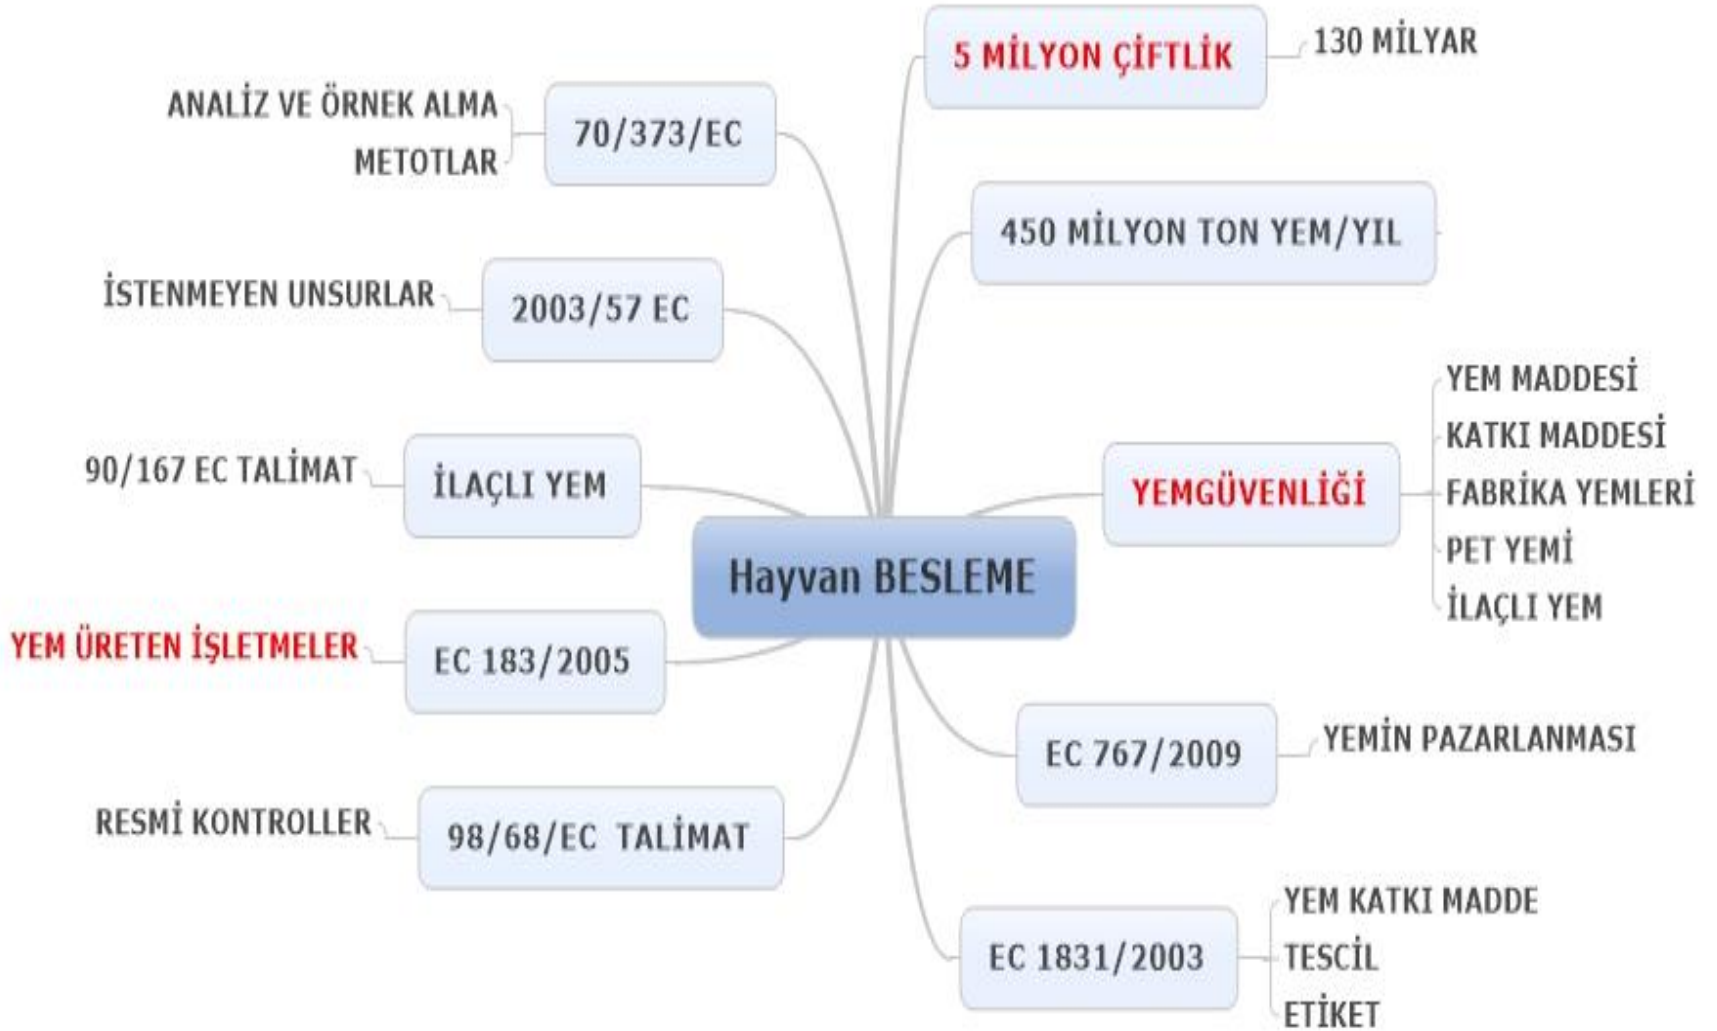 5 MİLYON ÇİFTLİK
130 MİLYAR
450 MİLYON TON YEM/YIL
YEMGÜVENLİĞİ
YEM MADDESİ
KATKI MADDESİ
FABRİKA YEMLERİ
PET YEMİ
İLAÇLI YEM
EC 767/2009
YEMİN PAZARLANMASI
EC 1831/2003
YEM KATKI MADDE
TESCİL
ETİKET
Hayvan BESLEME
70/373/EC
ANALİZ VE ÖRNEK ALMA
METOTLAR
2003/57 EC
İSTENMEYEN UNSURLAR
İLAÇLI YEM
90/167 EC TALİMAT
EC 183/2005
YEM ÜRETEN İŞLETMELER
98/68/EC TALİMAT
RESMİ KONTROLLER